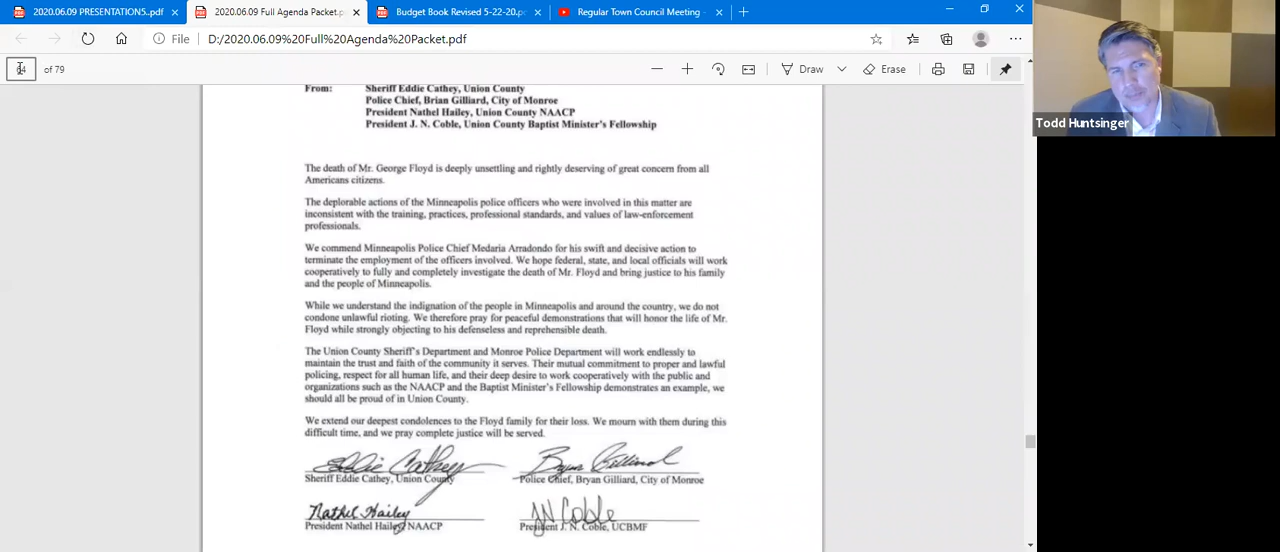 2020.06.09 PRESENTATION5..pdf
2020.06.09 Full Agenda Packet.pdf
Budget Book Revised 5-22-20.p
Regular Town Council Meeting -
File
D:/2020.06.09%20Full%20Agenda%20Packet.pdf
of 79
Draw
Erase
Todd Huntsinger
From: Sheriff Eddie Cathey, Union County
Police Chief, Brian Gilliard, City of Monroe
President Nathel Hailey, Union County NAACP
President J. N. Coble, Union County Baptist Minister's Fellowship
The death of Mr. George Floyd is deeply unsettling and rightly deserving of great concern from all
Americans citizens.
The deplorable actions of the Minneapolis police officers who were involved in this matter are
inconsistent with the training, practices, professional standards, and values of law-enforcement
professionals.
We commend Minneapolis Police Chief Medaria Arradondo for his swift and decisive action to
terminate the employment of the officers involved. We hope federal, state, and local officials will work
cooperatively to fully and completely investigate the death of Mr. Floyd and bring justice to his family
and the people of Minneapolis.
While we understand the indignation of the people in Minneapolis and around the country, we do not
condone unlawful rioting. We therefore pray for peaceful demonstrations that will honor the life of Mr.
Floyd while strongly objecting to his defenseless and reprehensible death.
The Union County Sheriff's Department and Monroe Police Department will work endlessly to
maintain the trust and faith of the community it serves. Their mutual commitment to proper and lawful
policing, respect for all human life, and their deep desire to work cooperatively with the public and
organizations such as the NAACP and the Baptist Minister's Fellowship demonstrates an example, we
should all be proud of in Union County.
We extend our deepest condolences to the Floyd family for their loss. We mourn with them during this
difficult time, and we pray complete justice will be served.
Eddie Cathey
Sheriff Eddie Cathey, Union County
Police Chief, Bryan Gilliard, City of Monroe
Nathel Hailey
President Nathel Hailey, NAACP
JN Coble
President J. N. Coble, UCBMF